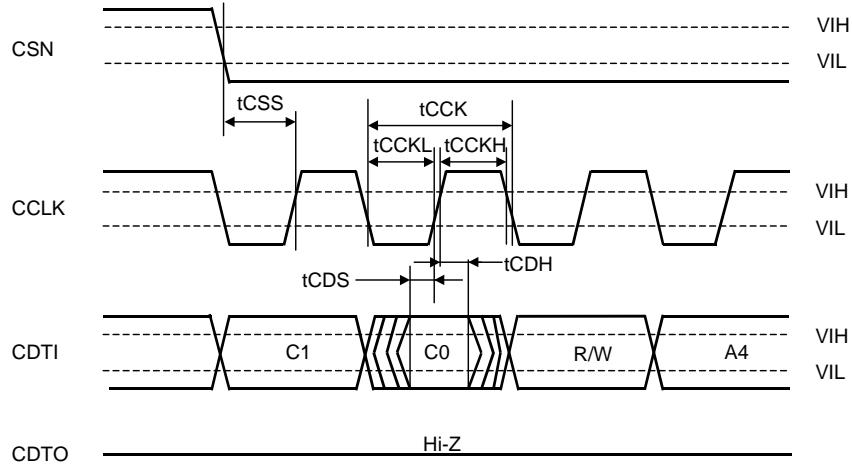 CSN
VIH
VIL
tCSS
tCCK
tCCKL
tCCKH
CCLK
VIH
VIL
tCDS
tCDH
CDTI
C1
C0
R/W
A4
VIH
VIL
CDTO
Hi-Z